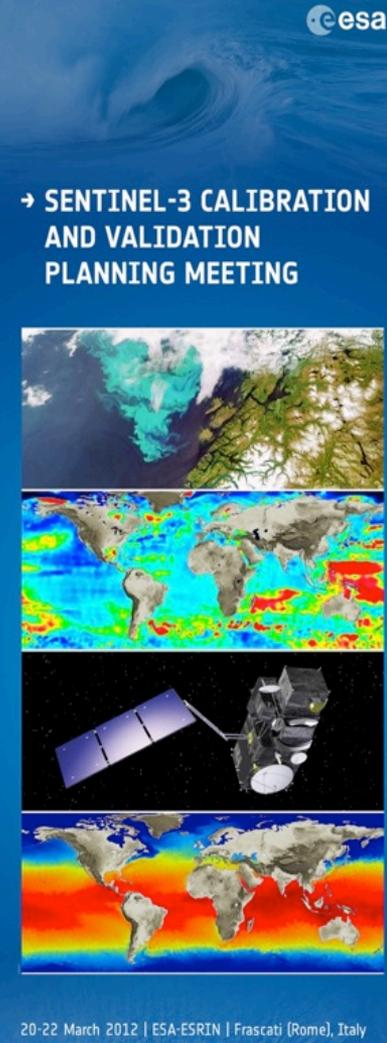 esa
→ SENTINEL-3 CALIBRATION
AND VALIDATION
PLANNING MEETING
20-22 March 2012 | ESA-ESRIN | Frascati (Rome), Italy